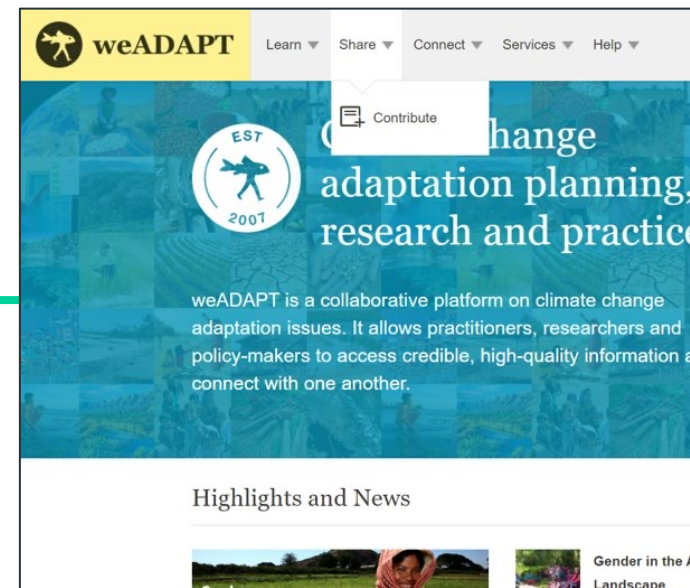 weADAPT
Learn Share Connect Services Help
Contribute
EST
2007
hange
adaptation planning,
research and practice
weADAPT is a collaborative platform on climate change
adaptation issues. It allows practitioners, researchers and
policy-makers to access credible, high-quality information a
connect with one another.
Highlights and News
Gender in the A
Landscape